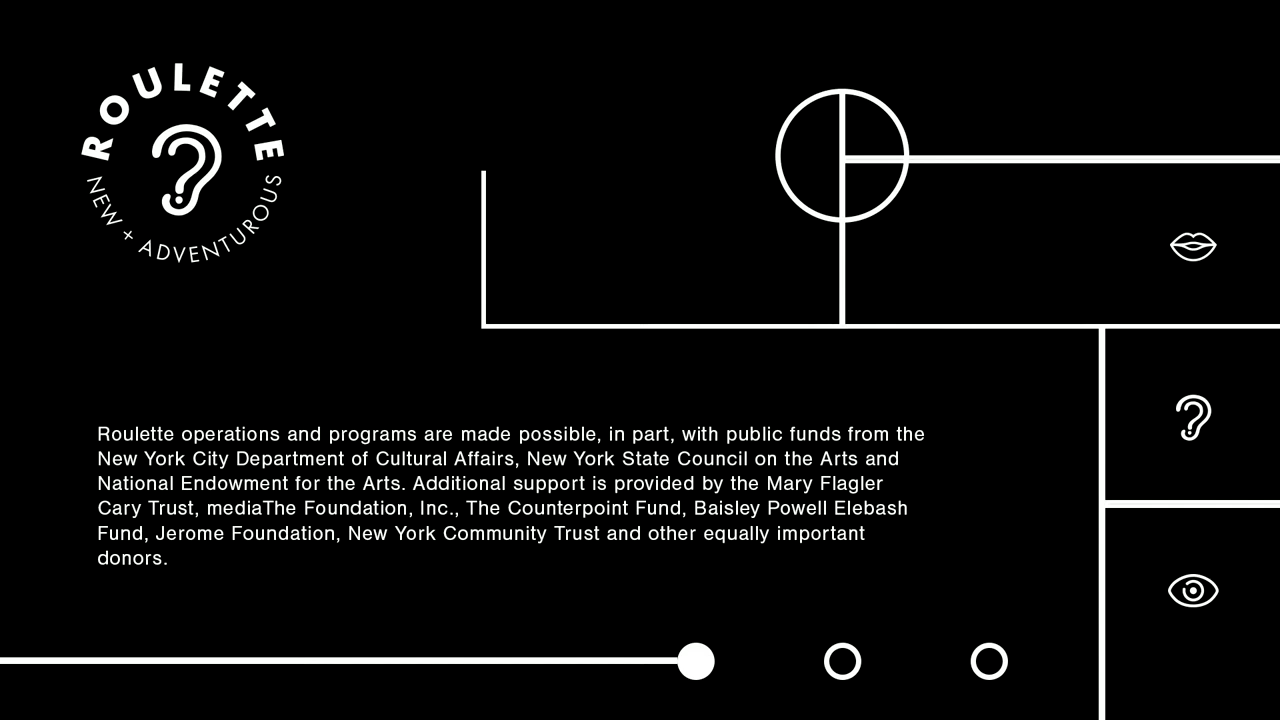 ROULETTE
NEW + ADVENTUROUS
Roulette operations and programs are made possible, in part, with public funds from the
New York City Department of Cultural Affairs, New York State Council on the Arts and
National Endowment for the Arts. Additional support is provided by the Mary Flagler
Cary Trust, mediaThe Foundation, Inc., The Counterpoint Fund, Baisley Powell Elebash
Fund, Jerome Foundation, New York Community Trust and other equally important
donors.